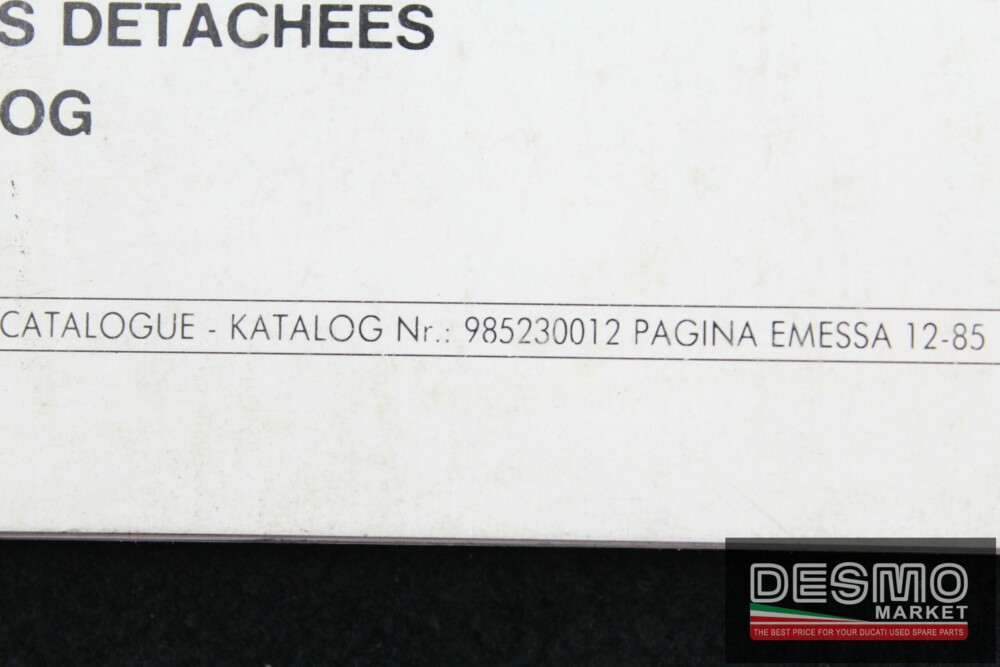 S DETACHEES
OG
CATALOGUE - KATALOG Nr.: 985230012 PAGINA EMESSA 12-85
DESMO
MARKET
THE BEST PRICE FOR YOUR DUCATI USED SPARE PARTS